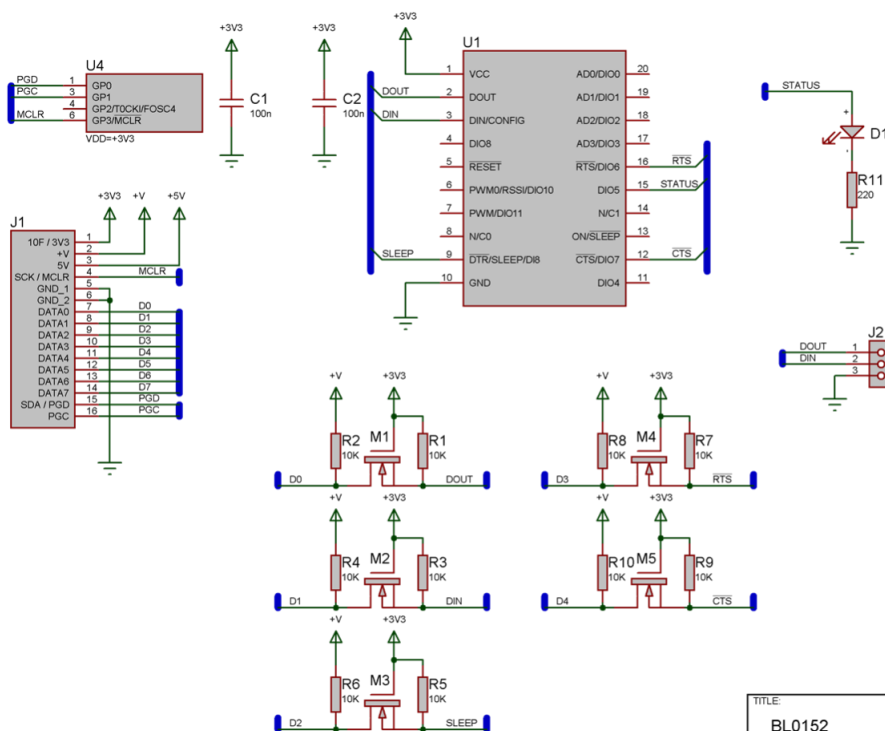 U4
PGD 1 GP0
PGC 3 GP1
4 GP2/T0CKI/FOSC4
MCLR 6 GP3/MCLR
VDD=+3V3
+3V3
C1
100n
+3V3
C2
100n
+3V3
U1
1 VCC AD0/DIO0 20
DOUT 2 DOUT AD1/DIO1 19
DIN 3 DIN/CONFIG AD2/DIO2 18
4 DIO8 AD3/DIO3 17
5 RESET RTS/DIO6 16 RTS
6 PWM0/RSSI/DIO10 DIO5 15 STATUS
7 PWM/DIO11 N/C1 14
8 N/C0 ON/SLEEP 13
SLEEP 9 DTR/SLEEP/DI8 CTS/DIO7 12 CTS
10 GND DIO4 11
STATUS
+
D1
-
R11
220
J1
+3V3 +V +5V
10F / 3V3 1
+V 2
5V 3
SCK / MCLR 4 MCLR
GND_1 5
GND_2 6
DATA0 7 D0
DATA1 8 D1
DATA2 9 D2
DATA3 10 D3
DATA4 11 D4
DATA5 12 D5
DATA6 13 D6
DATA7 14 D7
SDA / PGD 15 PGD
PGC 16 PGC
J2
DOUT 1
DIN 2
3
+V +3V3
R2 10K M1 R1 10K
D0 DOUT
+V +3V3
R8 10K M4 R7 10K
D3 RTS
+V +3V3
R4 10K M2 R3 10K
D1 DIN
+V +3V3
R10 10K M5 R9 10K
D4 CTS
+V +3V3
R6 10K M3 R5 10K
D2 SLEEP
TITLE:
BL0152